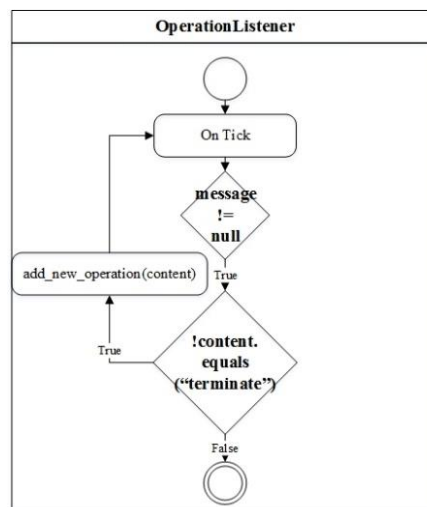 OperationListener
On Tick
message
!=
null
True
add_new_operation(content)
!content.
equals
(“terminate”)
True
False